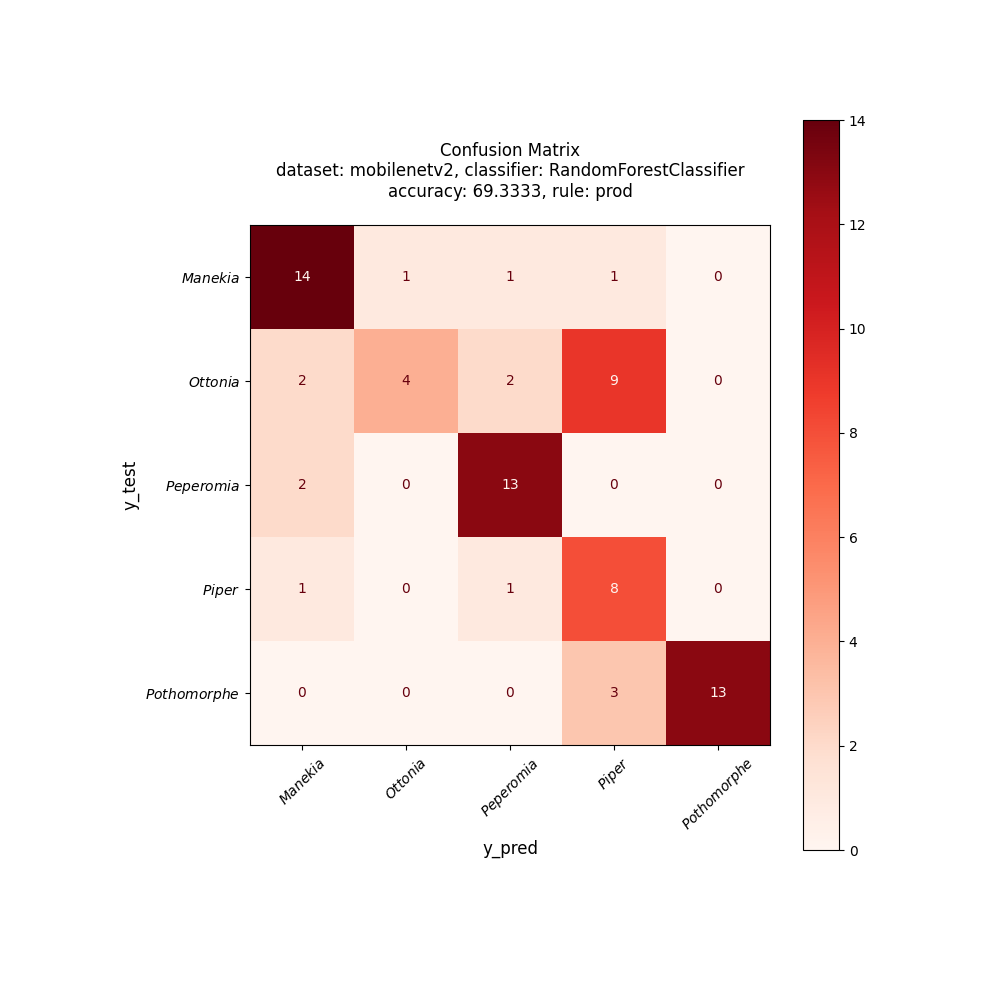 Confusion Matrix
dataset: mobilenetv2, classifier: RandomForestClassifier
accuracy: 69.3333, rule: prod
y_test
Manekia 14 1 1 1 0
Ottonia 2 4 2 9 0
Peperomia 2 0 13 0 0
Piper 1 0 1 8 0
Pothomorphe 0 0 0 3 13
Manekia Ottonia Peperomia Piper Pothomorphe
y_pred
14
12
10
8
6
4
2
0